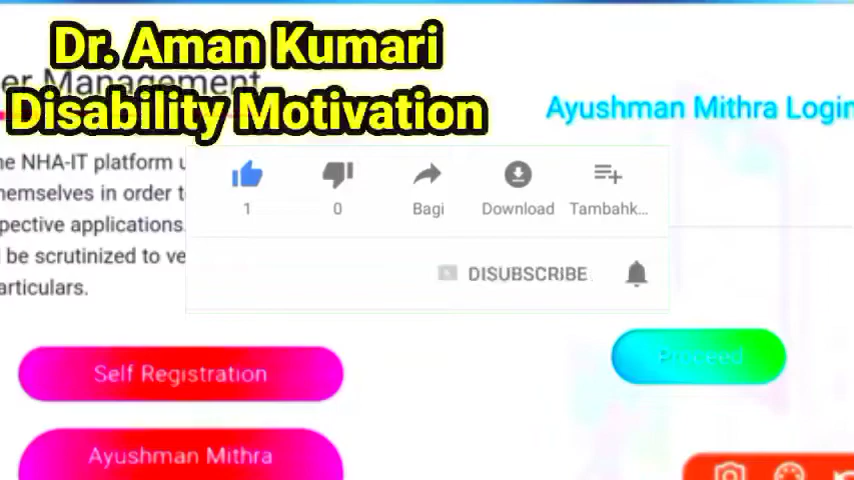 Dr. Aman Kumari
er Management
Disability Motivation
Ayushman Mithra Login
he NHA-IT platform u
hemselves in order t
pective applications.
l be scrutinized to ve
articulars.
1
0
Bagi
Download
Tambahk...
DISUBSCRIBE
Self Registration
Proceed
Ayushman Mithra